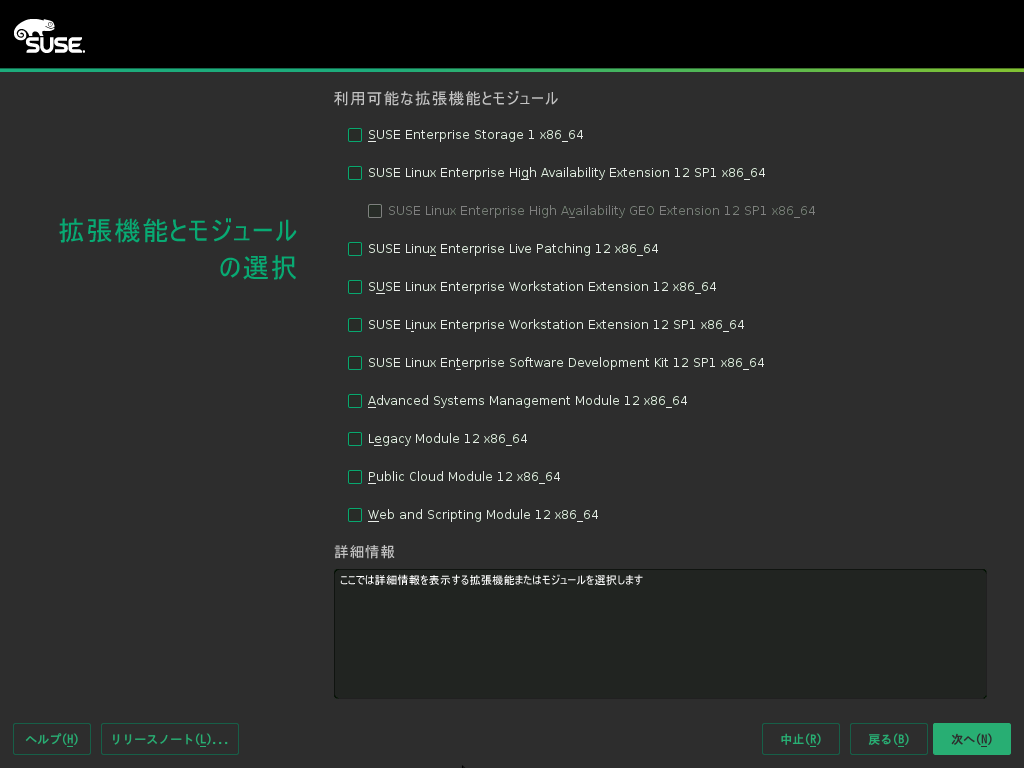 SUSE.
利用可能な拡張機能とモジュール
SUSE Enterprise Storage 1 x86_64
SUSE Linux Enterprise High Availability Extension 12 SP1 x86_64
SUSE Linux Enterprise High Availability GEO Extension 12 SP1 x86_64
拡張機能とモジュール
の選択
SUSE Linux Enterprise Live Patching 12 x86_64
SUSE Linux Enterprise Workstation Extension 12 x86_64
SUSE Linux Enterprise Workstation Extension 12 SP1 x86_64
SUSE Linux Enterprise Software Development Kit 12 SP1 x86_64
Advanced Systems Management Module 12 x86_64
Legacy Module 12 x86_64
Public Cloud Module 12 x86_64
Web and Scripting Module 12 x86_64
詳細情報
ここでは詳細情報を表示する拡張機能またはモジュールを選択します
ヘルプ(H) リリースノート(L)... 中止(R) 戻る(B) 次へ(N)